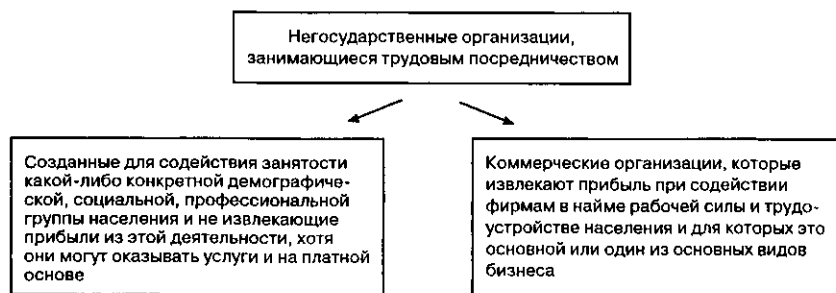 Негосударственные организации,
занимающиеся трудовым посредничеством
Созданные для содействия занятости
какой-либо конкретной демографиче-
ской, социальной, профессиональной
группы населения и не извлекающие
прибыли из этой деятельности, хотя
они могут оказывать услуги и на платной
основе
Коммерческие организации, которые
извлекают прибыль при содействии
фирмам в найме рабочей силы и трудо-
устройстве населения и для которых это
основной или один из основных видов
бизнеса